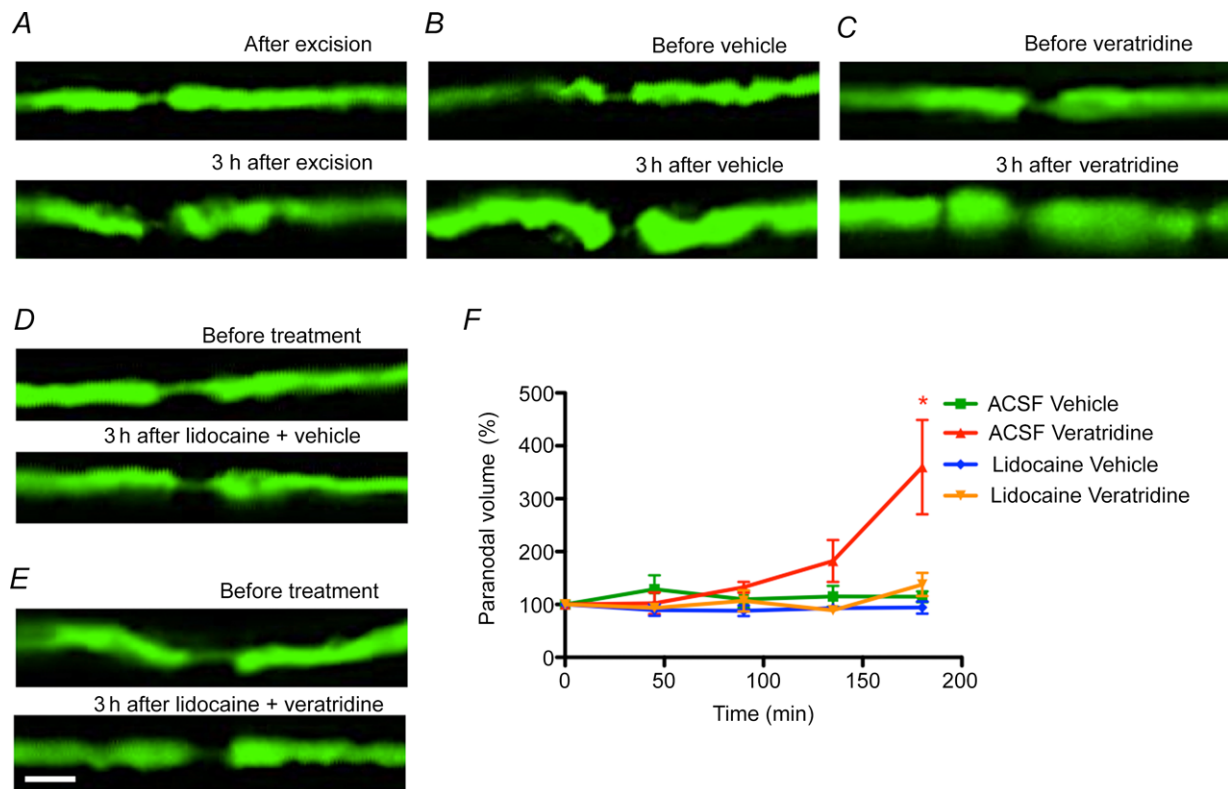 A
After excision
3 h after excision
B
Before vehicle
3 h after vehicle
C
Before veratridine
3 h after veratridine
D
Before treatment
3 h after lidocaine + vehicle
E
Before treatment
3 h after lidocaine + veratridine
F
Paranodal volume (%)
500
400
300
200
100
0
0
50
100
150
200
Time (min)
*
ACSF Vehicle
ACSF Veratridine
Lidocaine Vehicle
Lidocaine Veratridine